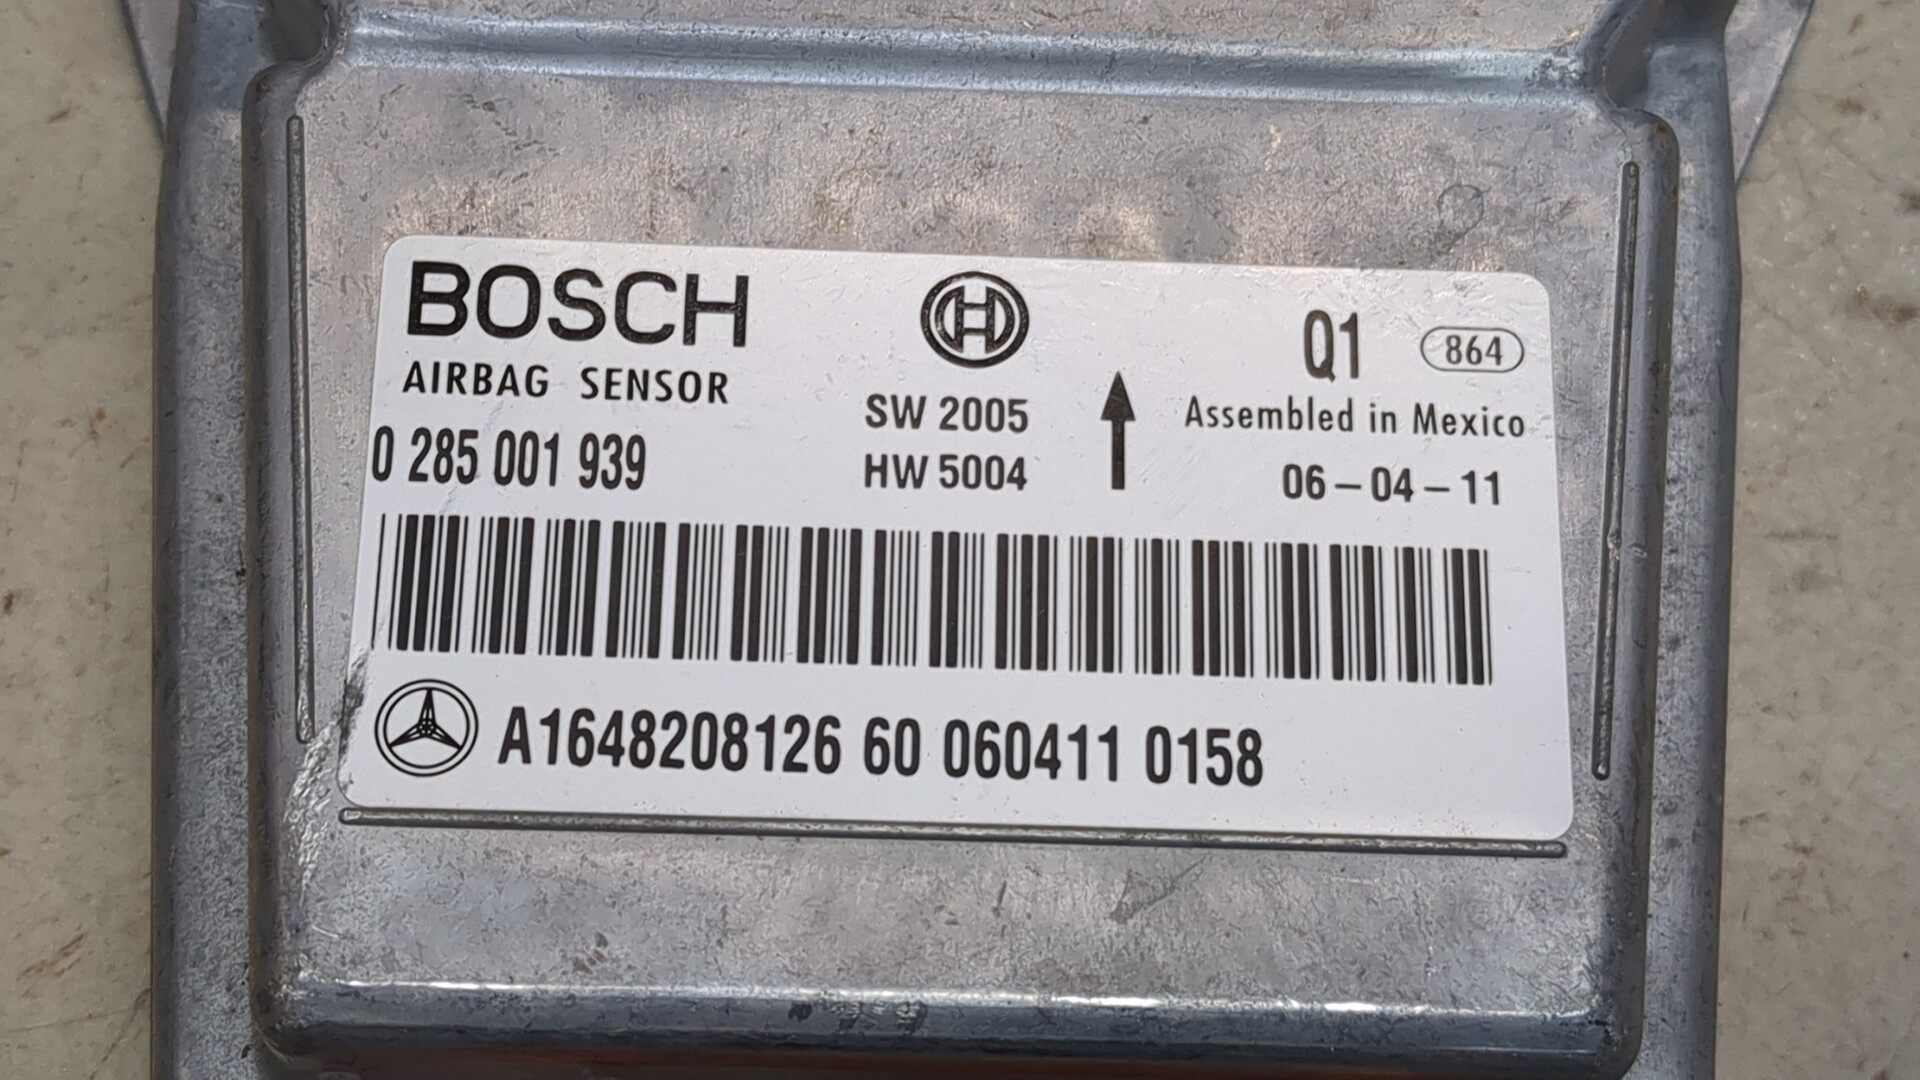 BOSCH
AIRBAG SENSOR
0 285 001 939
SW 2005
HW 5004
Q1
864
Assembled in Mexico
06-04-11
A1648208126 60 060411 0158